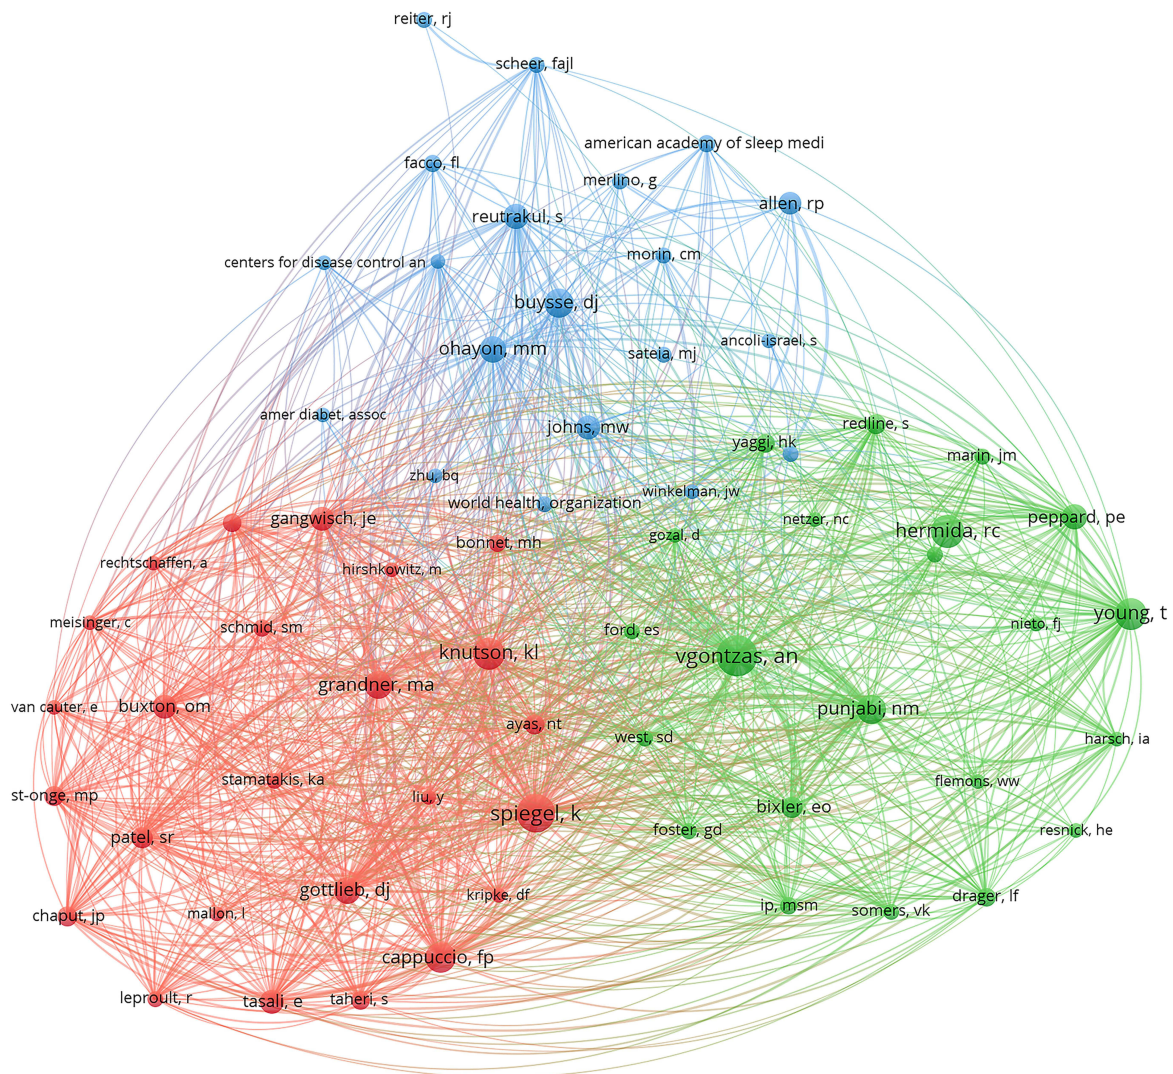 reiter, rj
scheer, fajl
american academy of sleep medi
facco, fl
merlino, g
allen, rp
reutrakul, s
morin, cm
centers for disease control an
buysse, dj
ancoli-israel, s
ohayon, mm
sateia, mj
amer diabet, assoc
johns, mw
redline, s
yaggi, hk
marin, jm
zhu, bq
winkelman, jw
world health, organization
gangwisch, je
netzer, nc
peppard, pe
hermida, rc
gozal, d
bonnet, mh
rechtschaffen, a
hirshkowitz, m
young, t
meisinger, c
schmid, sm
ford, es
nieto, fj
knutson, kl
vgontzas, an
grandner, ma
van cauter, e
buxton, om
punjabi, nm
ayas, nt
west, sd
harsch, ia
stamatakis, ka
flemons, ww
st-onge, mp
liu, y
bixler, eo
spiegel, k
foster, gd
resnick, he
patel, sr
gottlieb, dj
kripke, df
drager, lf
ip, msm
somers, vk
chaput, jp
mallon, l
cappuccio, fp
leproult, r
tasali, e
taheri, s